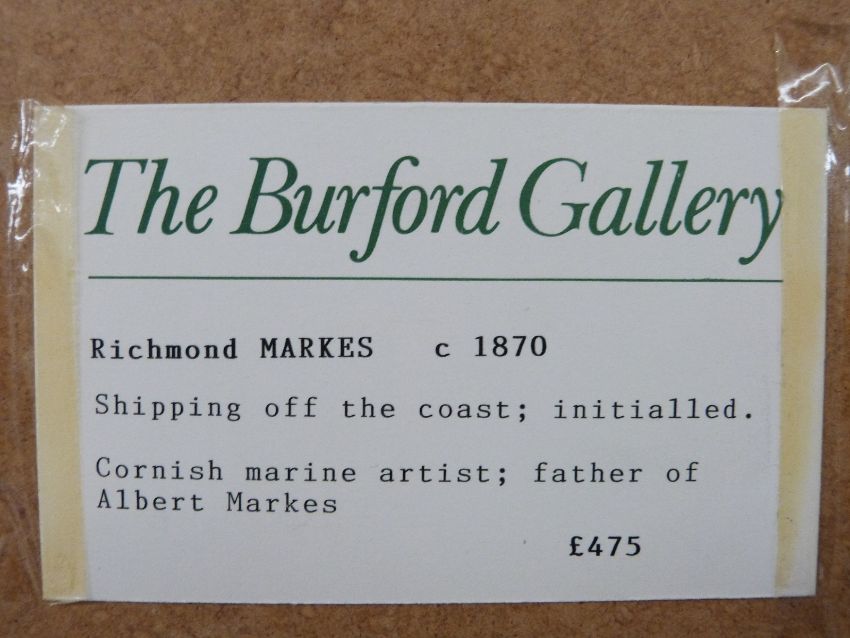 The Burford Gallery
Richmond MARKES c 1870
Shipping off the coast; initialled.
Cornish marine artist; father of
Albert Markes
£475